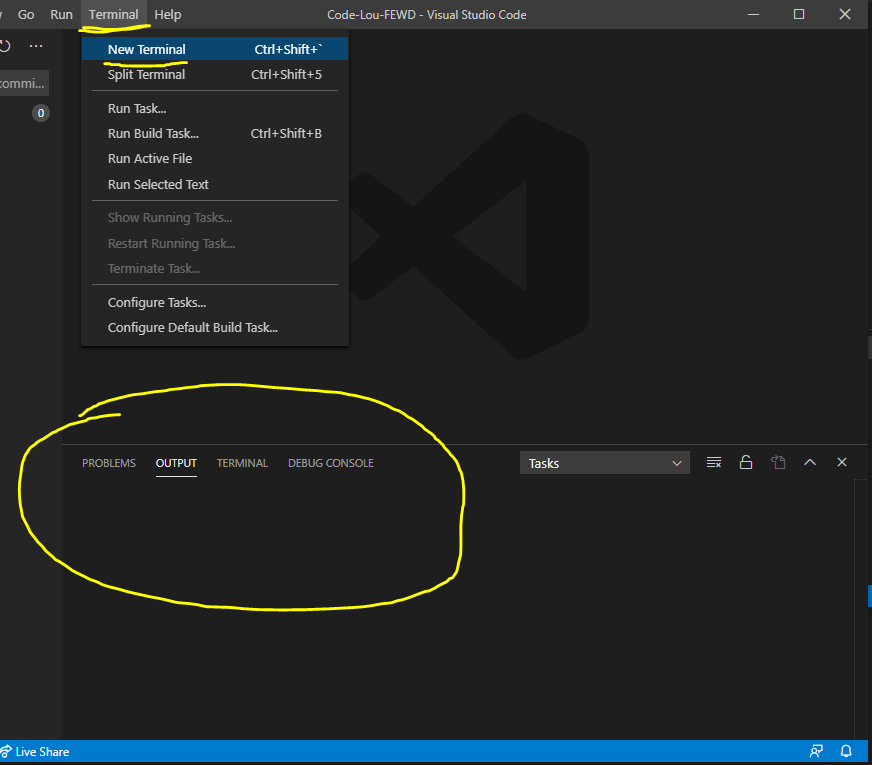 Go Run Terminal Help Code-Lou-FEWD - Visual Studio Code
New Terminal Ctrl+Shift+`
Split Terminal Ctrl+Shift+5
commi...
Run Task...
0
Run Build Task... Ctrl+Shift+B
Run Active File
Run Selected Text
Show Running Tasks...
Restart Running Task...
Terminate Task...
Configure Tasks...
Configure Default Build Task...
PROBLEMS OUTPUT TERMINAL DEBUG CONSOLE Tasks
Live Share